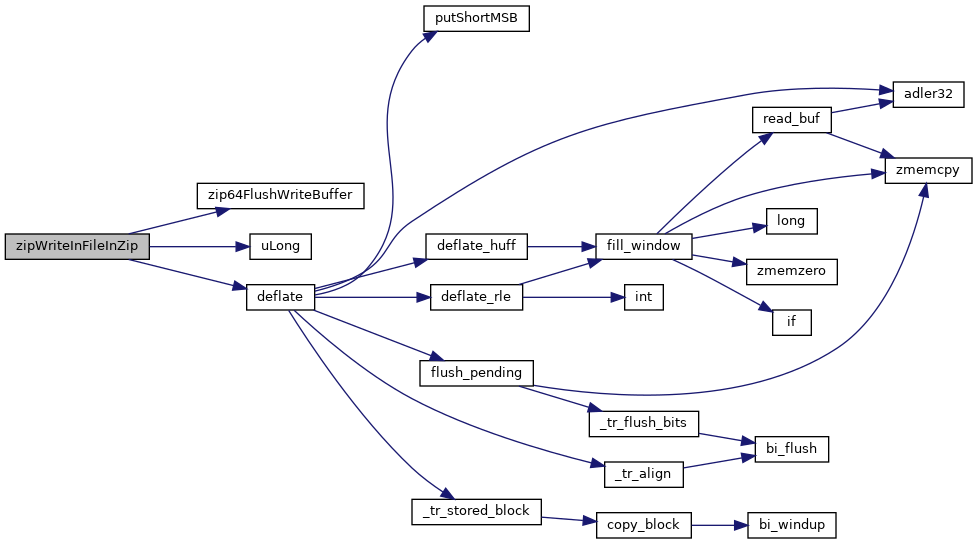 putShortMSB
adler32
read_buf
zmemcpy
zip64FlushWriteBuffer
long
zipWriteInFileInZip
uLong
deflate_huff
fill_window
zmemzero
deflate
deflate_rle
int
if
flush_pending
_tr_flush_bits
bi_flush
_tr_align
_tr_stored_block
copy_block
bi_windup